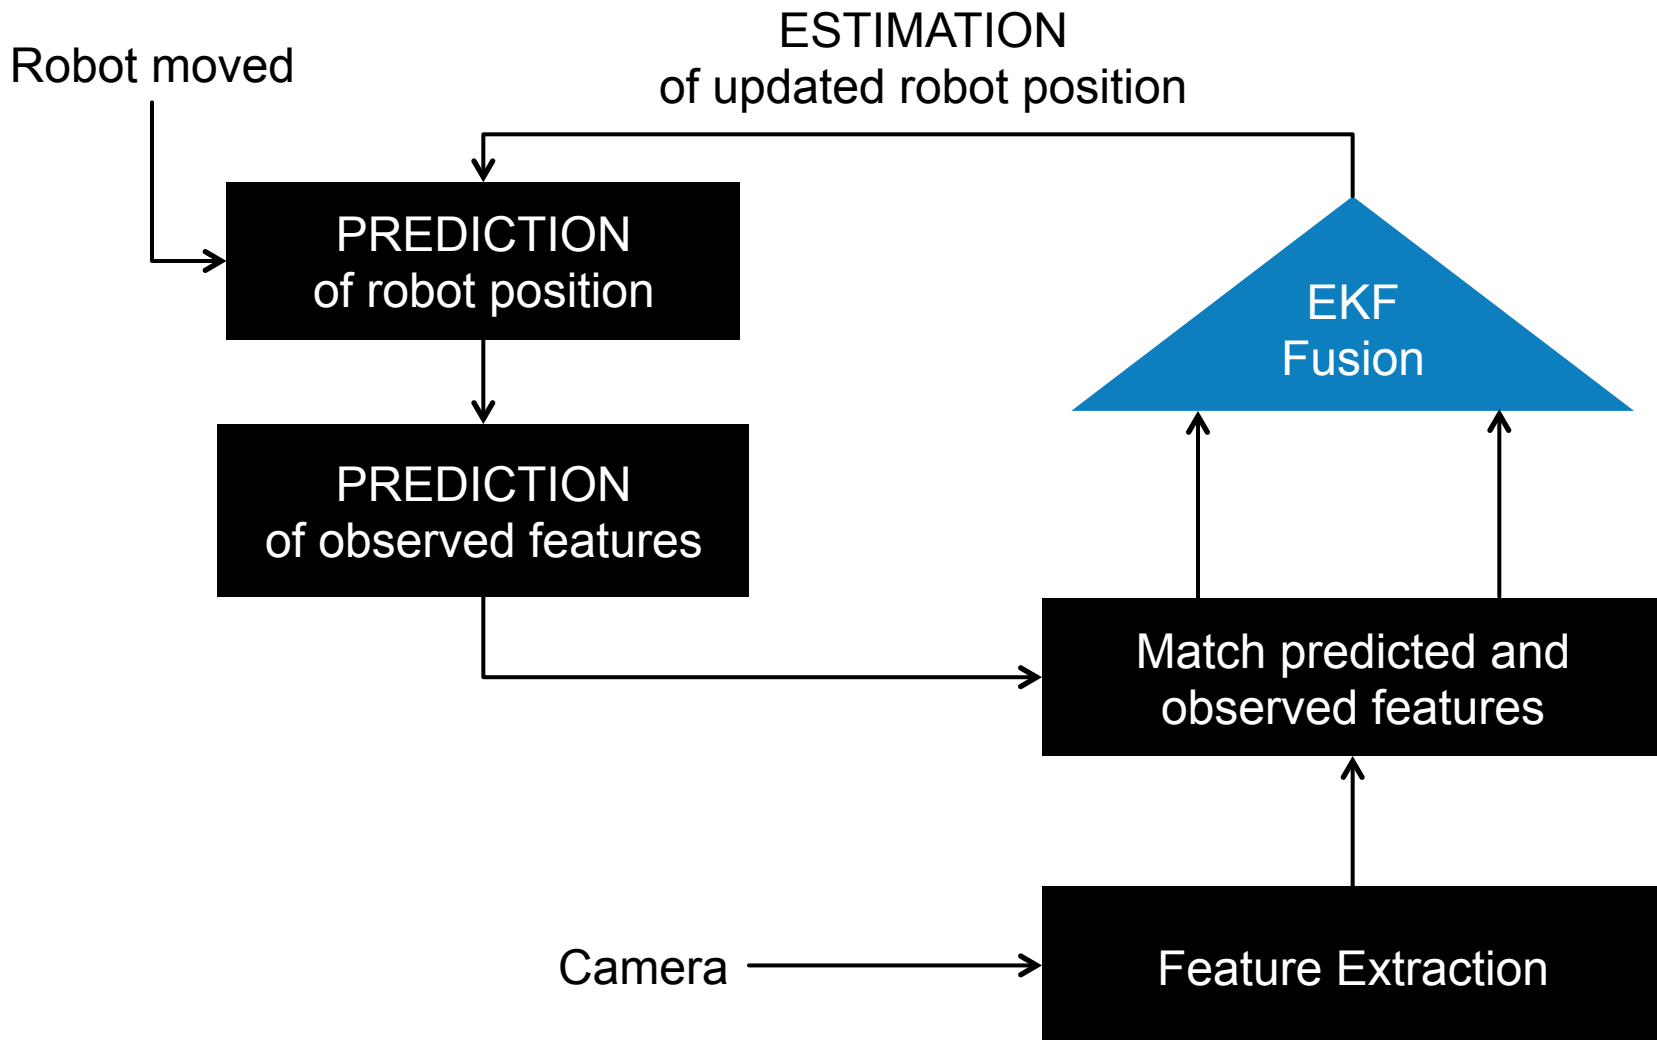 ESTIMATION
of updated robot position
Robot moved
PREDICTION
of robot position
EKF
Fusion
PREDICTION
of observed features
Match predicted and
observed features
Camera
Feature Extraction